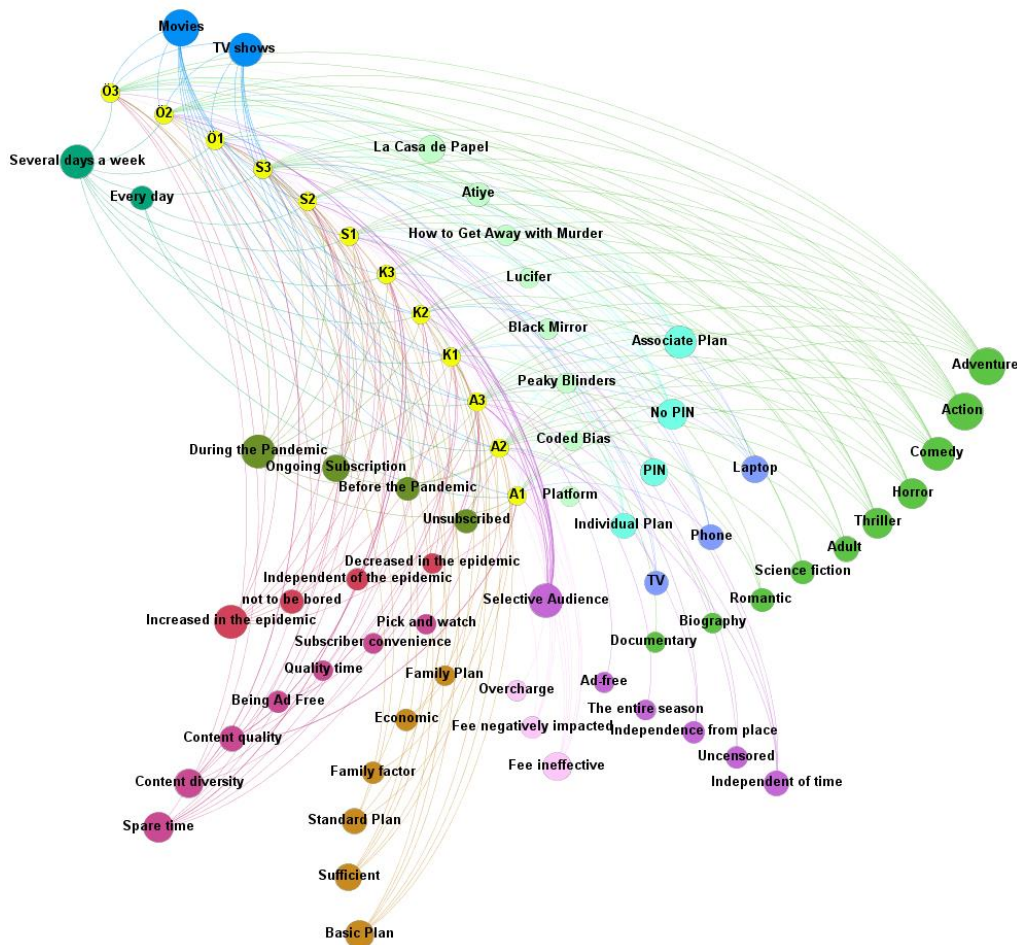 Movies
TV shows
Ö3
Ö2
Ö1
La Casa de Papel
Several days a week
S3
Every day
Atiye
S2
How to Get Away with Murder
S1
K3
Lucifer
K2
Black Mirror
Associate Plan
K1
Adventure
Peaky Blinders
A3
No PIN
Action
Coded Bias
A2
During the Pandemic
Ongoing Subscription
Comedy
PIN
Laptop
Before the Pandemic
A1
Platform
Horror
Unsubscribed
Individual Plan
Thriller
Phone
Adult
Decreased in the epidemic
Independent of the epidemic
Science fiction
TV
not to be bored
Selective Audience
Romantic
Increased in the epidemic
Pick and watch
Biography
Subscriber convenience
Documentary
Quality time
Family Plan
Ad-free
Overcharge
Being Ad Free
The entire season
Economic
Fee negatively impacted
Independence from place
Content quality
Uncensored
Fee ineffective
Family factor
Content diversity
Independent of time
Standard Plan
Spare time
Sufficient
Basic Plan